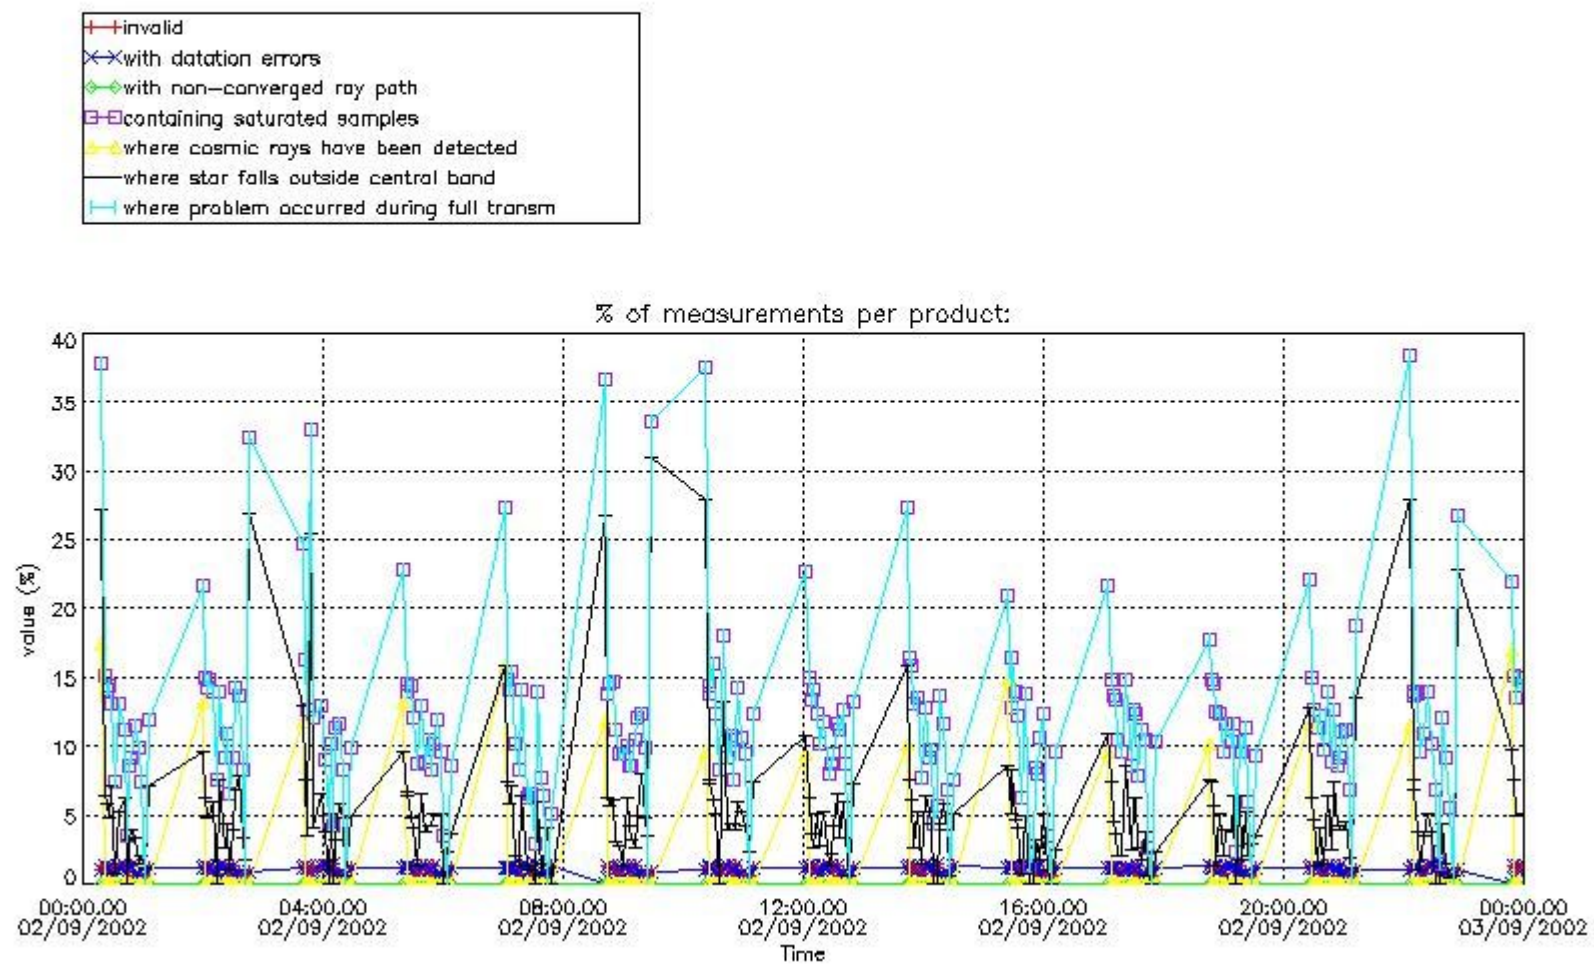 invalid
with datation errors
with non-converged ray path
containing saturated samples
where cosmic rays have been detected
where star falls outside central band
where problem occurred during full transm
% of measurements per product:
40
35
30
25
20
15
10
5
0
value (%)
00:00:00 04:00:00 08:00:00 12:00:00 16:00:00 20:00:00 00:00:00
02/09/2002 02/09/2002 02/09/2002 02/09/2002 02/09/2002 02/09/2002 03/09/2002
Time